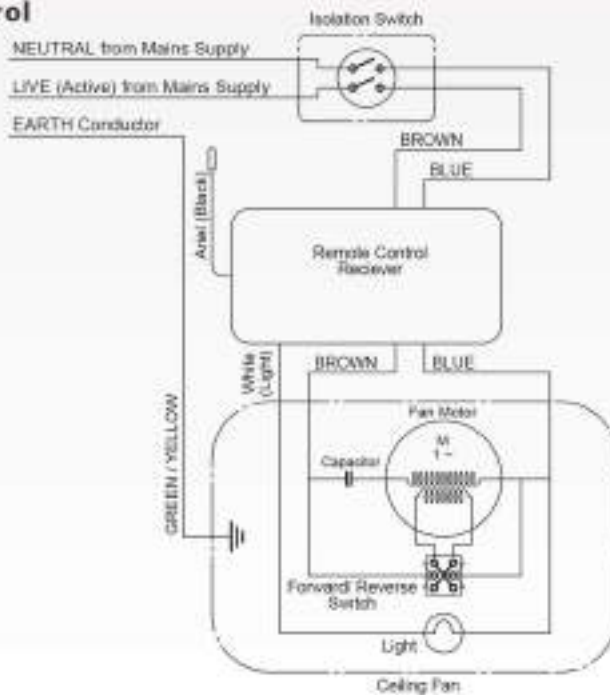 rol
Isolation Switch
NEUTRAL from Mains Supply
LIVE (Active) from Mains Supply
EARTH Conductor
BROWN
BLUE
Ariel (Black)
Remote Control
Reciever
White
(Light)
BROWN
BLUE
GREEN / YELLOW
Fan Motor
M
1 ~
Capacitor
Forward/ Reverse
Switch
Light
Ceiling Fan